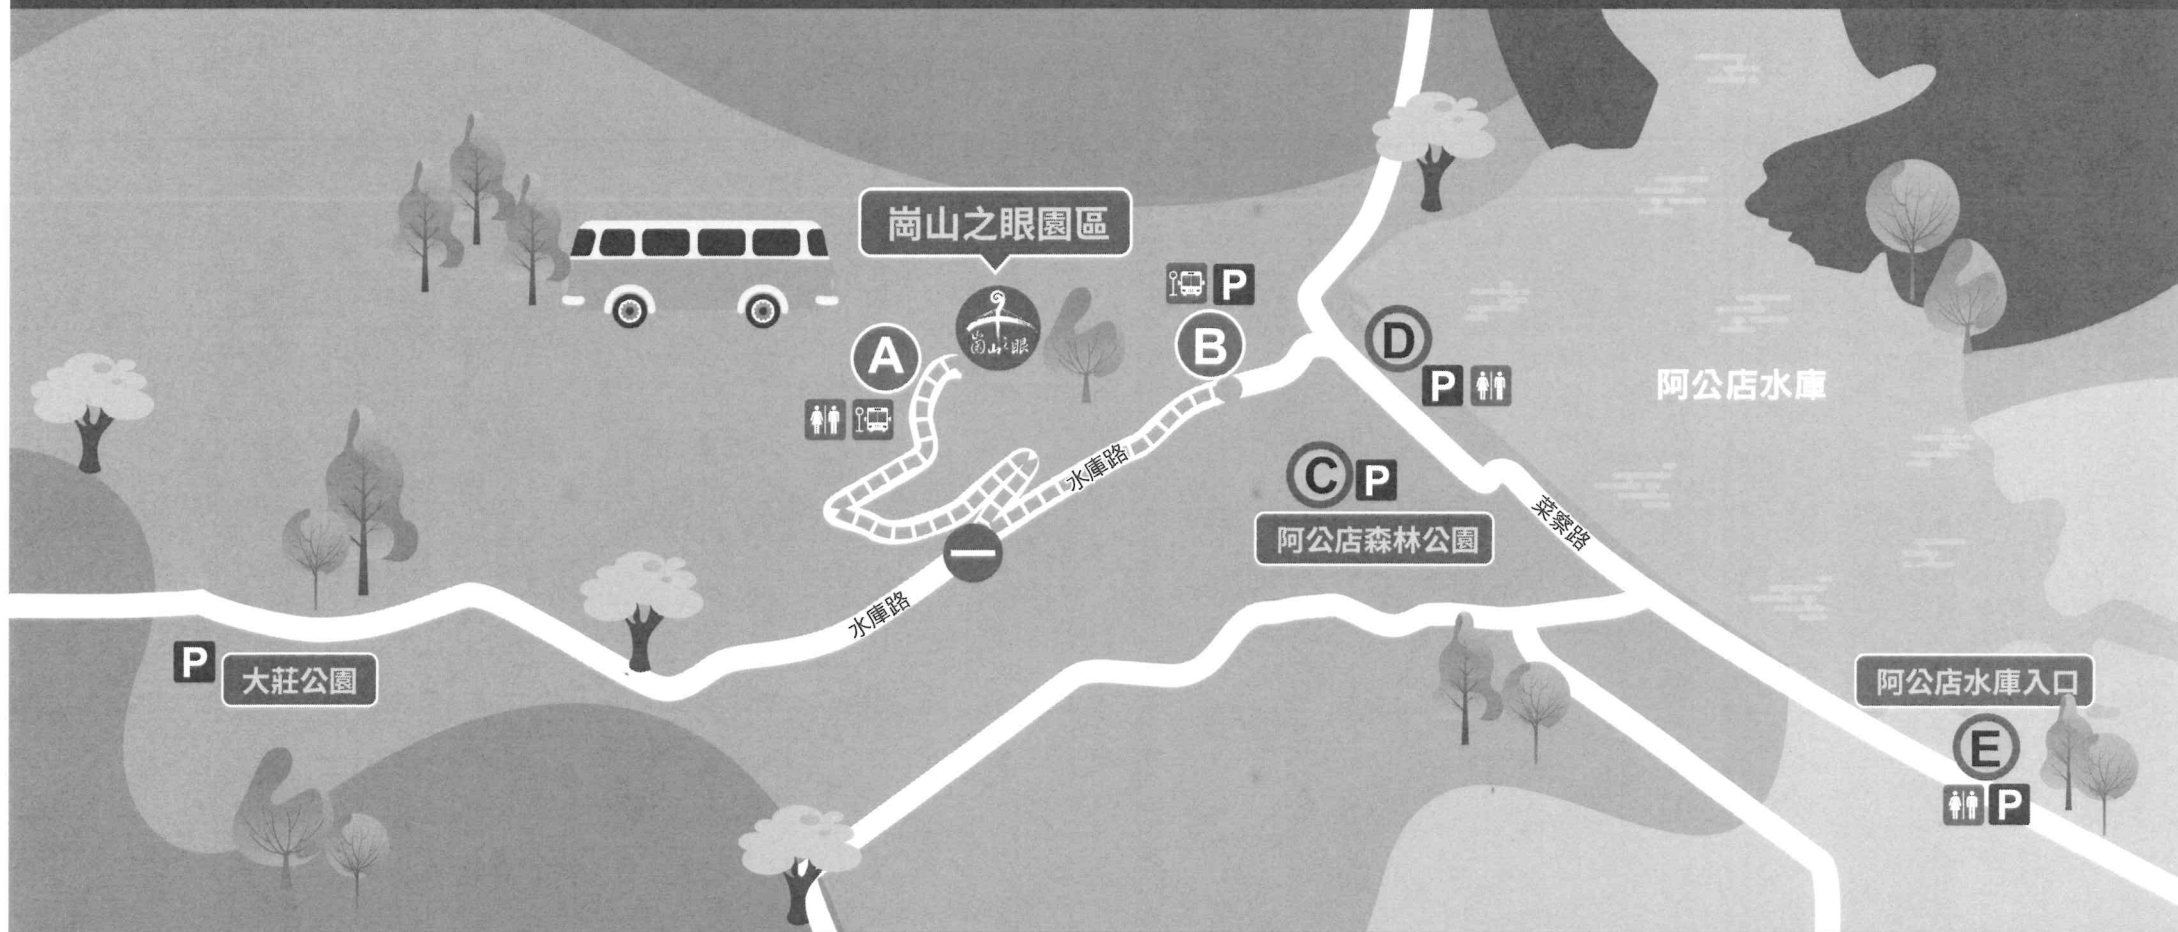 崗山之眼園區
崗山之眼
A
B
P
D
P
阿公店水庫
水庫路
C
P
阿公店森林公園
菜寮路
水庫路
P
大莊公園
阿公店水庫入口
E
P